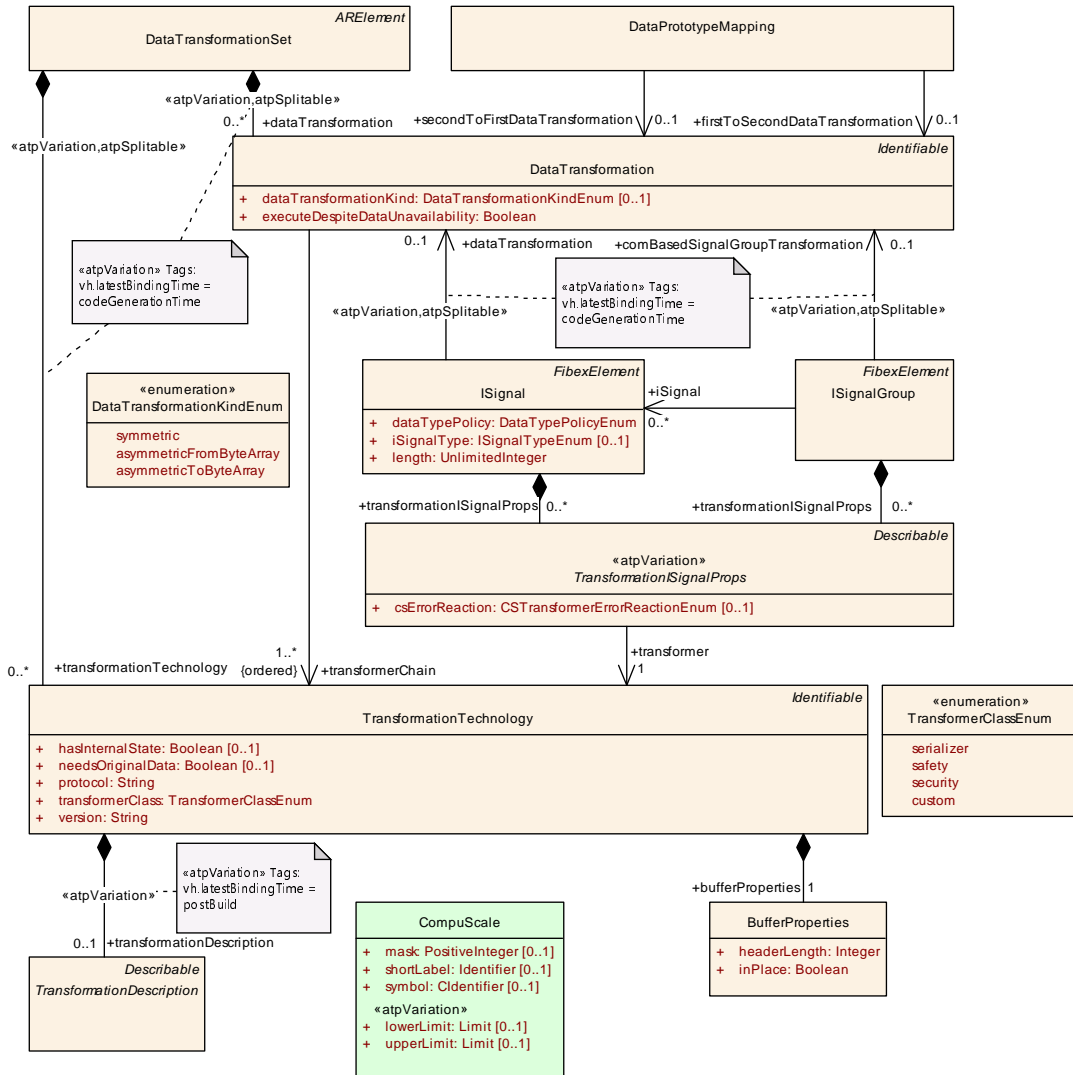 ARElement
DataTransformationSet
DataPrototypeMapping
«atpVariation,atpSplitable»
0..*
+dataTransformation
+secondToFirstDataTransformation
0..1
+firstToSecondDataTransformation
0..1
«atpVariation,atpSplitable»
Identifiable
DataTransformation
+ dataTransformationKind: DataTransformationKindEnum [0..1]
+ executeDespiteDataUnavailability: Boolean
0..1
+dataTransformation
+comBasedSignalGroupTransformation
0..1
«atpVariation» Tags:
vh.latestBindingTime =
codeGenerationTime
«atpVariation» Tags:
vh.latestBindingTime =
codeGenerationTime
«atpVariation,atpSplitable»
«atpVariation,atpSplitable»
«enumeration»
DataTransformationKindEnum
symmetric
asymmetricFromByteArray
asymmetricToByteArray
FibexElement
ISignal
+ dataTypePolicy: DataTypePolicyEnum
+ iSignalType: ISignalTypeEnum [0..1]
+ length: UnlimitedInteger
+iSignal
0..*
FibexElement
ISignalGroup
+transformationISignalProps
0..*
+transformationISignalProps
0..*
Describable
«atpVariation»
TransformationISignalProps
+ csErrorReaction: CSTransformerErrorReactionEnum [0..1]
0..*
+transformationTechnology
1..*
{ordered}
+transformerChain
+transformer
1
Identifiable
TransformationTechnology
+ hasInternalState: Boolean [0..1]
+ needsOriginalData: Boolean [0..1]
+ protocol: String
+ transformerClass: TransformerClassEnum
+ version: String
«enumeration»
TransformerClassEnum
serializer
safety
security
custom
«atpVariation»
«atpVariation» Tags:
vh.latestBindingTime =
postBuild
0..1
+transformationDescription
+bufferProperties
1
Describable
TransformationDescription
CompuScale
+ mask: PositiveInteger [0..1]
+ shortLabel: Identifier [0..1]
+ symbol: CIdentifier [0..1]
«atpVariation»
+ lowerLimit: Limit [0..1]
+ upperLimit: Limit [0..1]
BufferProperties
+ headerLength: Integer
+ inPlace: Boolean